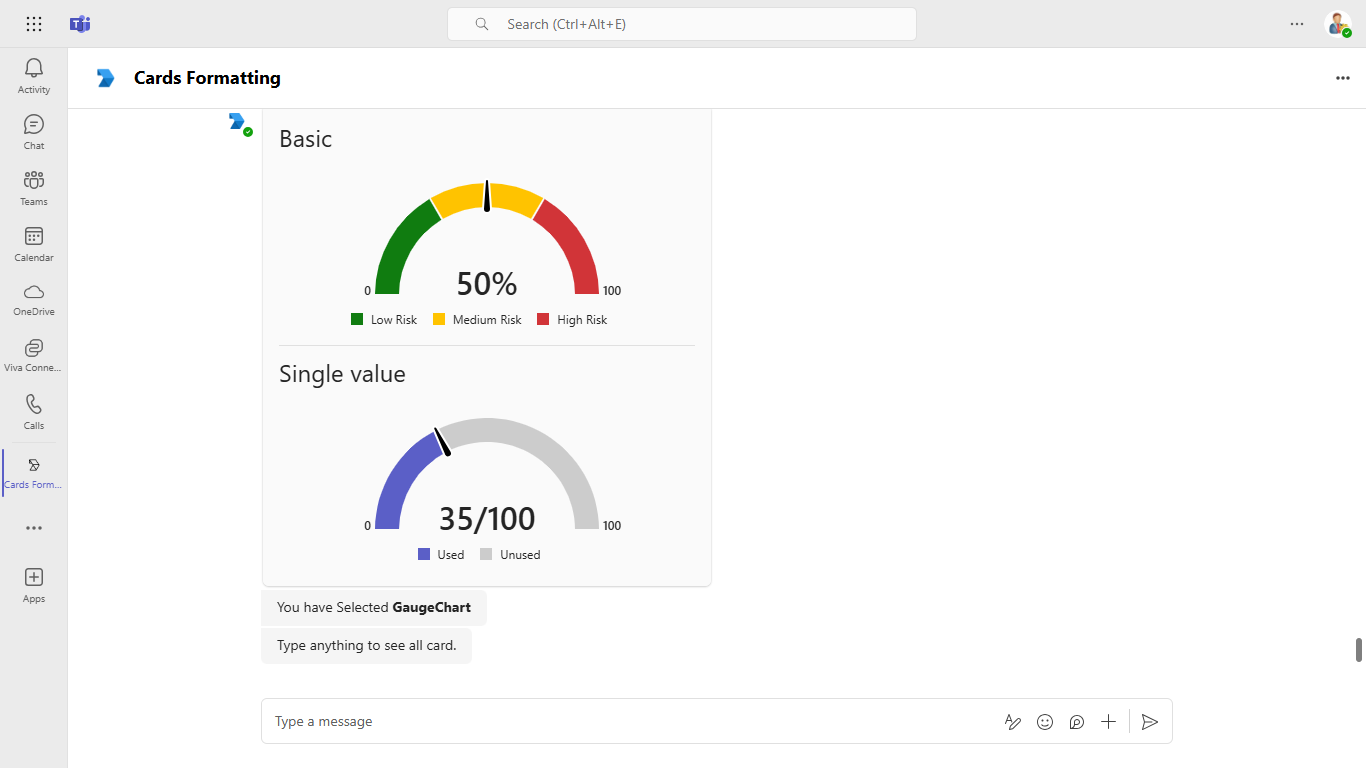 Search (Ctrl+Alt+E)
Activity
Chat
Teams
Calendar
OneDrive
Viva Conne...
Calls
Cards Form...
Apps
Cards Formatting
Basic
50%
0
100
Low Risk Medium Risk High Risk
Single value
35/100
0
100
Used Unused
You have Selected GaugeChart
Type anything to see all card.
Type a message